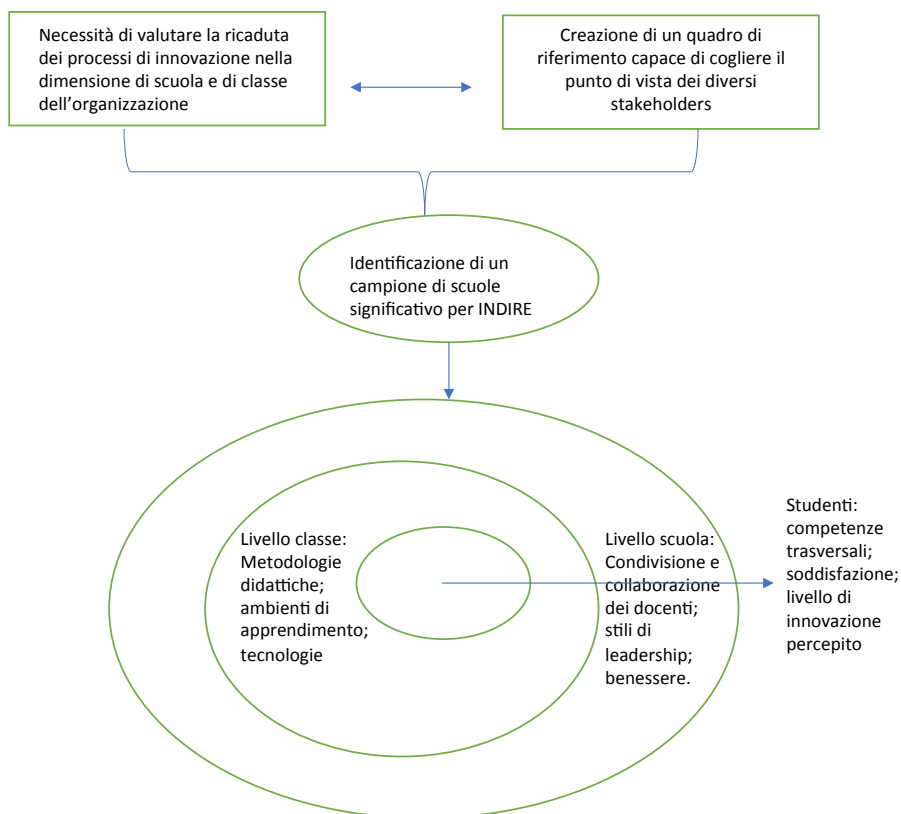 Necessità di valutare la ricaduta
dei processi di innovazione nella
dimensione di scuola e di classe
dell’organizzazione
Creazione di un quadro di
riferimento capace di cogliere il
punto di vista dei diversi
stakeholders
Identificazione di un
campione di scuole
significativo per INDIRE
Livello classe:
Metodologie
didattiche;
ambienti di
apprendimento;
tecnologie
Livello scuola:
Condivisione e
collaborazione
dei docenti;
stili di
leadership;
benessere.
Studenti:
competenze
trasversali;
soddisfazione;
livello di
innovazione
percepito